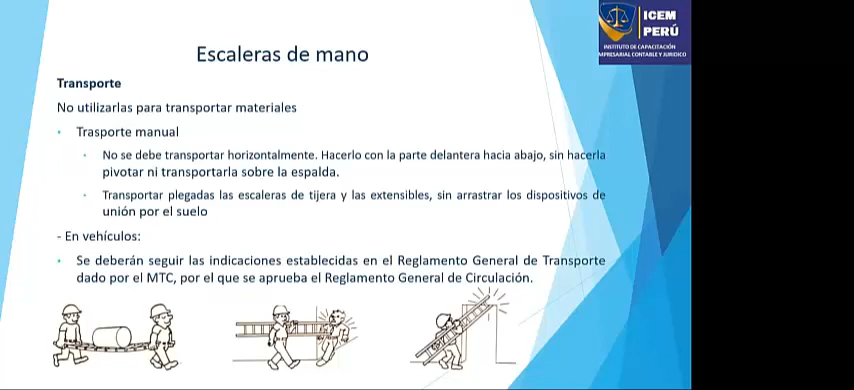 ICEM
PERÚ
INSTITUTO DE CAPACITACIÓN
EMPRESARIAL CONTABLE Y JURIDICO
Escaleras de mano
Transporte
No utilizarlas para transportar materiales
• Trasporte manual
• No se debe transportar horizontalmente. Hacerlo con la parte delantera hacia abajo, sin hacerla
pivotar ni transportarla sobre la espalda.
• Transportar plegadas las escaleras de tijera y las extensibles, sin arrastrar los dispositivos de
unión por el suelo
- En vehículos:
• Se deberán seguir las indicaciones establecidas en el Reglamento General de Transporte
dado por el MTC, por el que se aprueba el Reglamento General de Circulación.